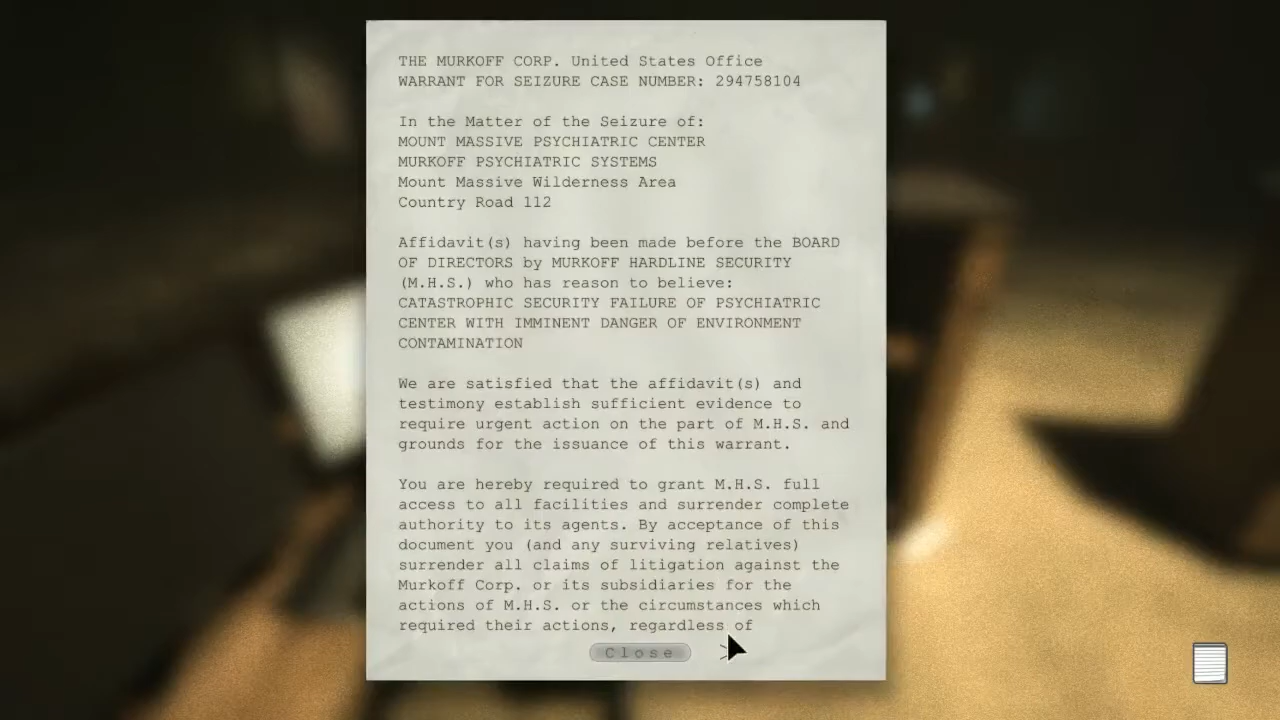 THE MURKOFF CORP. United States Office
WARRANT FOR SEIZURE CASE NUMBER: 294758104
In the Matter of the Seizure of:
MOUNT MASSIVE PSYCHIATRIC CENTER
MURKOFF PSYCHIATRIC SYSTEMS
Mount Massive Wilderness Area
Country Road 112
Affidavit(s) having been made before the BOARD
OF DIRECTORS by MURKOFF HARDLINE SECURITY
(M.H.S.) who has reason to believe:
CATASTROPHIC SECURITY FAILURE OF PSYCHIATRIC
CENTER WITH IMMINENT DANGER OF ENVIRONMENT
CONTAMINATION
We are satisfied that the affidavit(s) and
testimony establish sufficient evidence to
require urgent action on the part of M.H.S. and
grounds for the issuance of this warrant.
You are hereby required to grant M.H.S. full
access to all facilities and surrender complete
authority to its agents. By acceptance of this
document you (and any surviving relatives)
surrender all claims of litigation against the
Murkoff Corp. or its subsidiaries for the
actions of M.H.S. or the circumstances which
required their actions, regardless of
Close